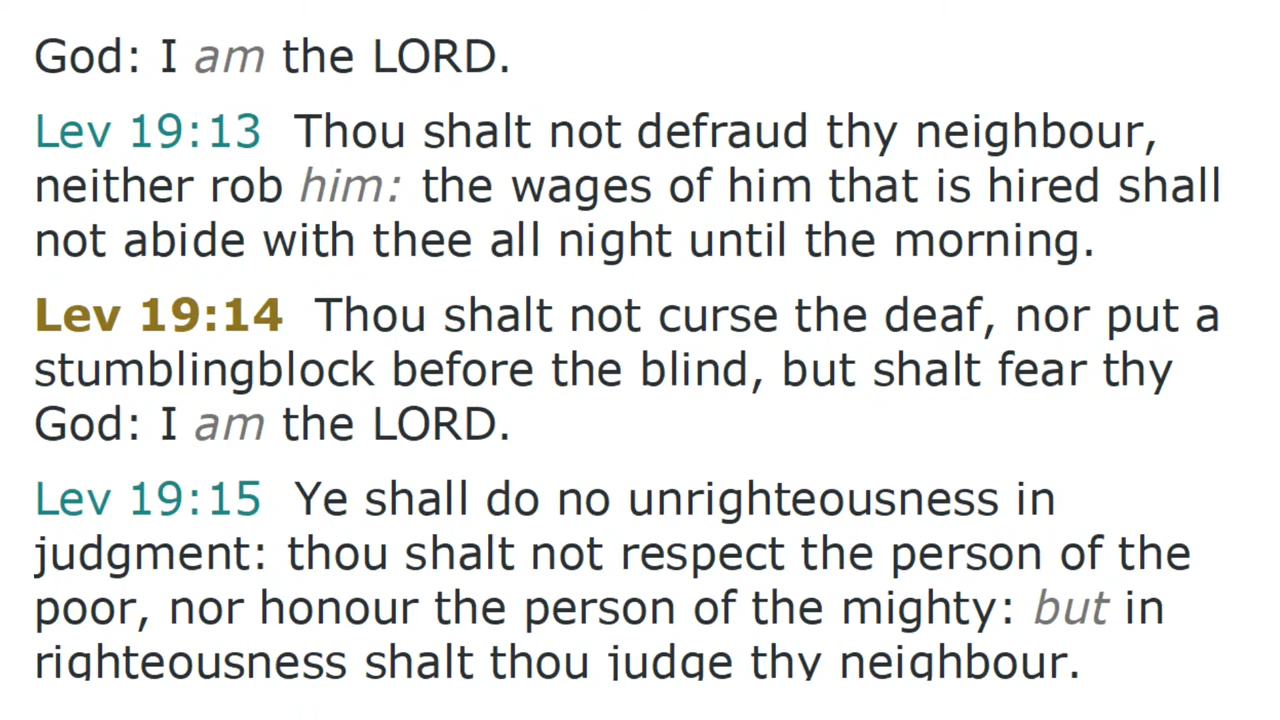 God: I am the LORD.
Lev 19:13 Thou shalt not defraud thy neighbour,
neither rob him: the wages of him that is hired shall
not abide with thee all night until the morning.
Lev 19:14 Thou shalt not curse the deaf, nor put a
stumblingblock before the blind, but shalt fear thy
God: I am the LORD.
Lev 19:15 Ye shall do no unrighteousness in
judgment: thou shalt not respect the person of the
poor, nor honour the person of the mighty: but in
righteousness shalt thou judge thy neighbour.